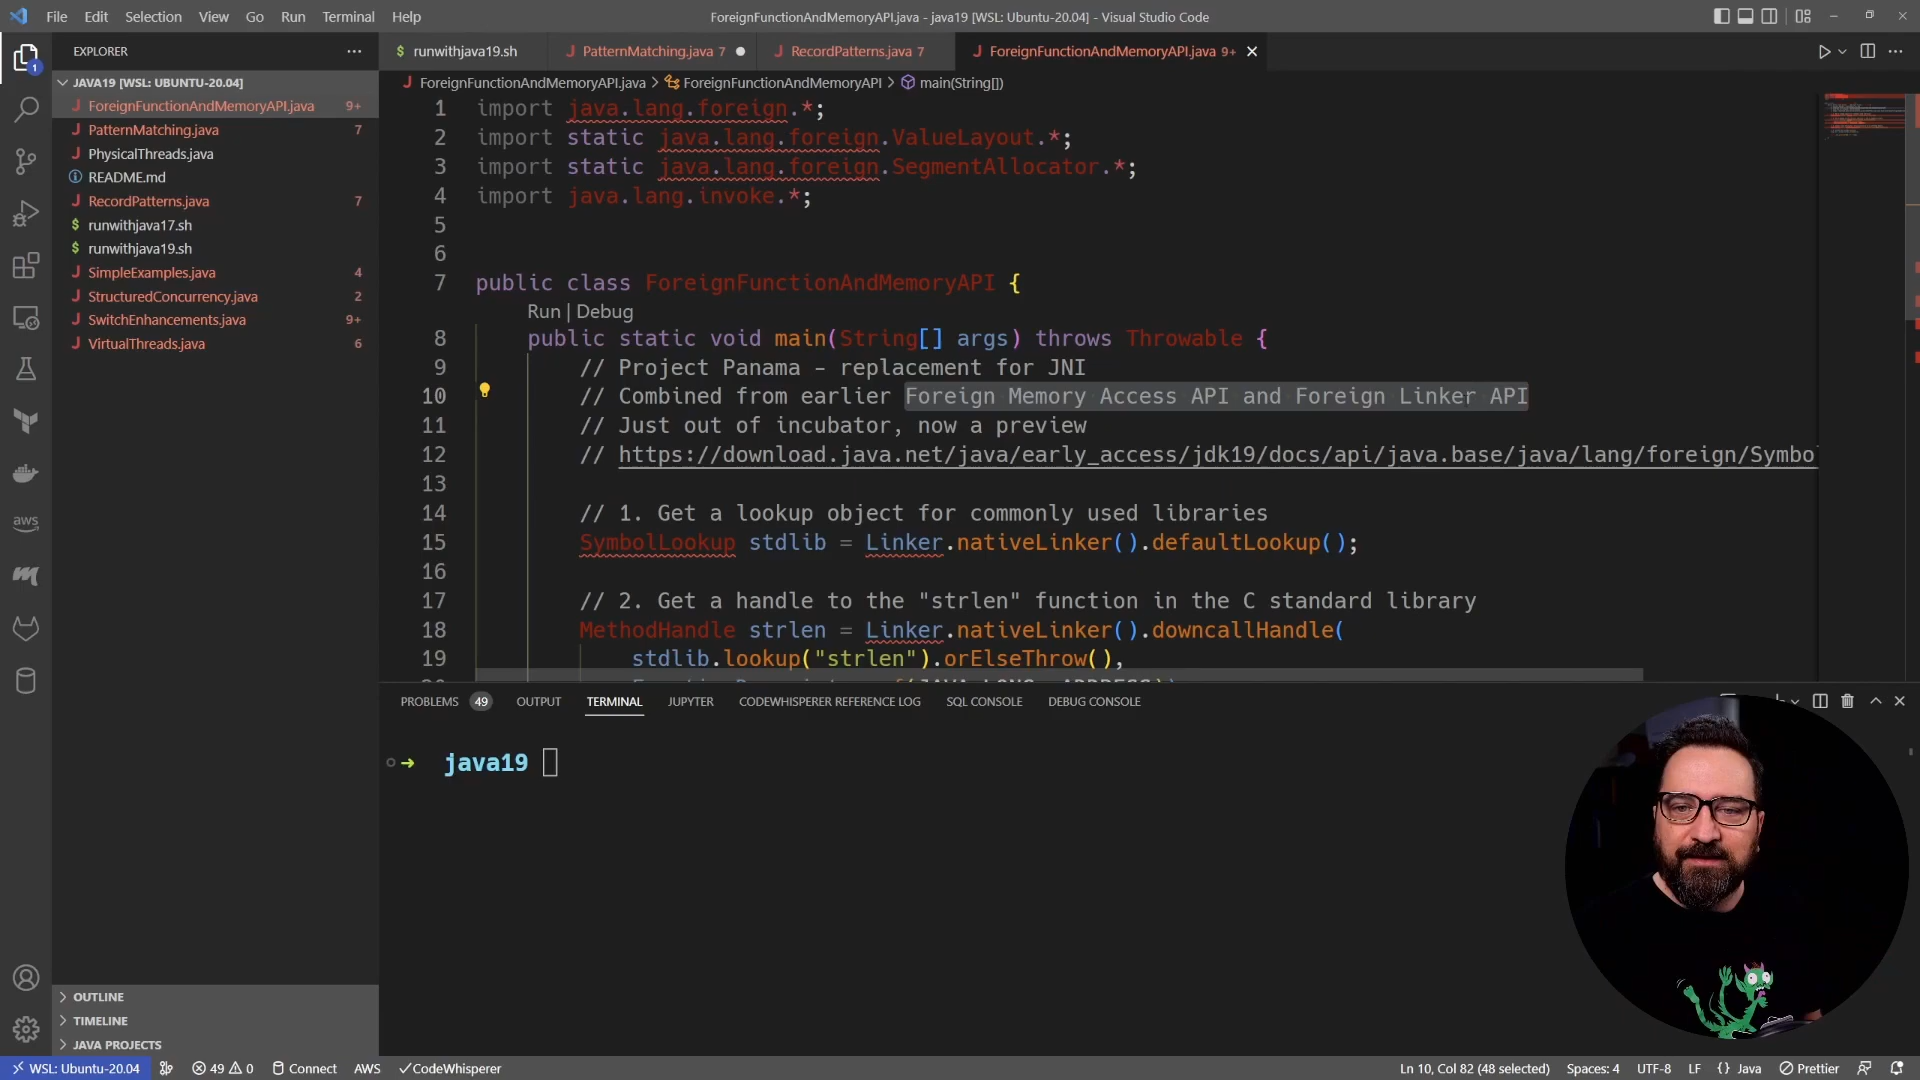 File Edit Selection View Go Run Terminal Help
ForeignFunctionAndMemoryAPI.java - java19 [WSL: Ubuntu-20.04] - Visual Studio Code
EXPLORER
JAVA19 [WSL: UBUNTU-20.04]
J ForeignFunctionAndMemoryAPI.java 9+
J PatternMatching.java 7
J PhysicalThreads.java
README.md
J RecordPatterns.java 7
$ runwithjava17.sh
$ runwithjava19.sh
J SimpleExamples.java 4
J StructuredConcurrency.java 2
J SwitchEnhancements.java 9+
J VirtualThreads.java 6
1
aws
OUTLINE
TIMELINE
JAVA PROJECTS
$ runwithjava19.sh
J PatternMatching.java 7
J RecordPatterns.java 7
J ForeignFunctionAndMemoryAPI.java 9+
J ForeignFunctionAndMemoryAPI.java > ForeignFunctionAndMemoryAPI > main(String[])
1 import java.lang.foreign.*;
2 import static java.lang.foreign.ValueLayout.*;
3 import static java.lang.foreign.SegmentAllocator.*;
4 import java.lang.invoke.*;
5
6
7 public class ForeignFunctionAndMemoryAPI {
Run | Debug
8 public static void main(String[] args) throws Throwable {
9 // Project Panama - replacement for JNI
10 // Combined from earlier Foreign Memory Access API and Foreign Linker API
11 // Just out of incubator, now a preview
12 // https://download.java.net/java/early_access/jdk19/docs/api/java.base/java/lang/foreign/Symbo
13
14 // 1. Get a lookup object for commonly used libraries
15 SymbolLookup stdlib = Linker.nativeLinker().defaultLookup();
16
17 // 2. Get a handle to the "strlen" function in the C standard library
18 MethodHandle strlen = Linker.nativeLinker().downcallHandle(
19 stdlib.lookup("strlen").orElseThrow(),
PROBLEMS 49 OUTPUT TERMINAL JUPYTER CODEWHISPERER REFERENCE LOG SQL CONSOLE DEBUG CONSOLE
java19
WSL: Ubuntu-20.04 49 0 Connect AWS CodeWhisperer
Ln 10, Col 82 (48 selected) Spaces: 4 UTF-8 LF {} Java Prettier